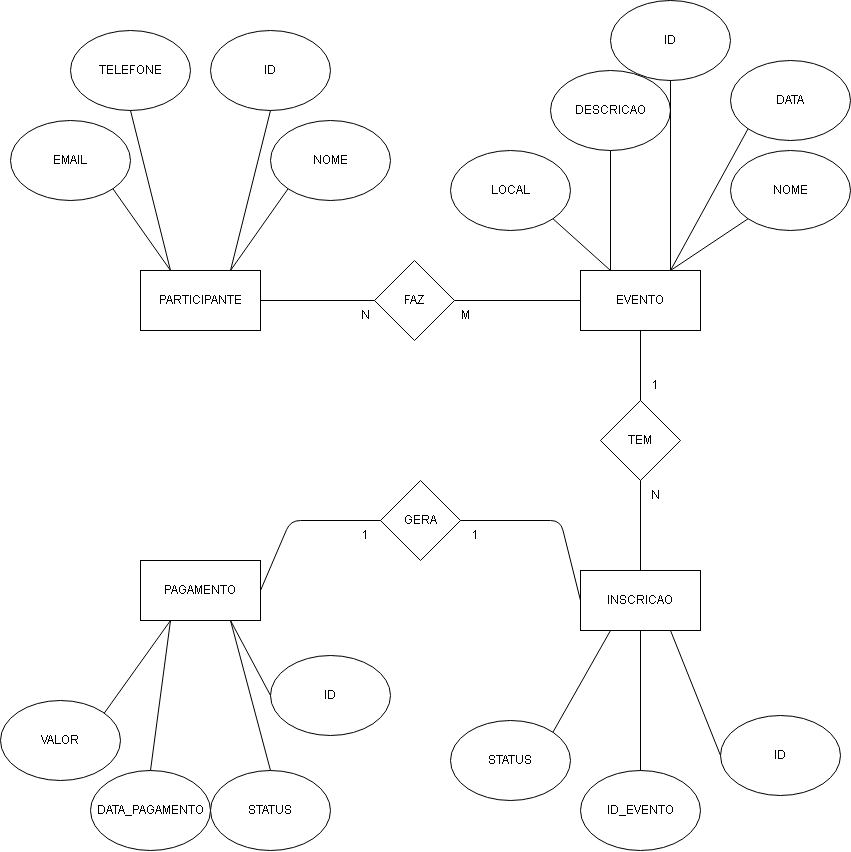 ID
TELEFONE
ID
DATA
DESCRICAO
EMAIL
NOME
LOCAL
NOME
PARTICIPANTE
FAZ
EVENTO
N
M
1
TEM
N
GERA
1
1
PAGAMENTO
INSCRICAO
ID
VALOR
STATUS
ID
DATA_PAGAMENTO
STATUS
ID_EVENTO